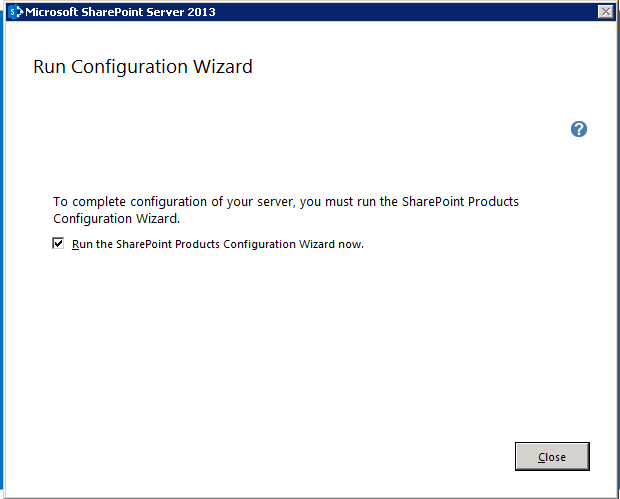 Microsoft SharePoint Server 2013
Run Configuration Wizard
?
To complete configuration of your server, you must run the SharePoint Products
Configuration Wizard.
Run the SharePoint Products Configuration Wizard now.
Close